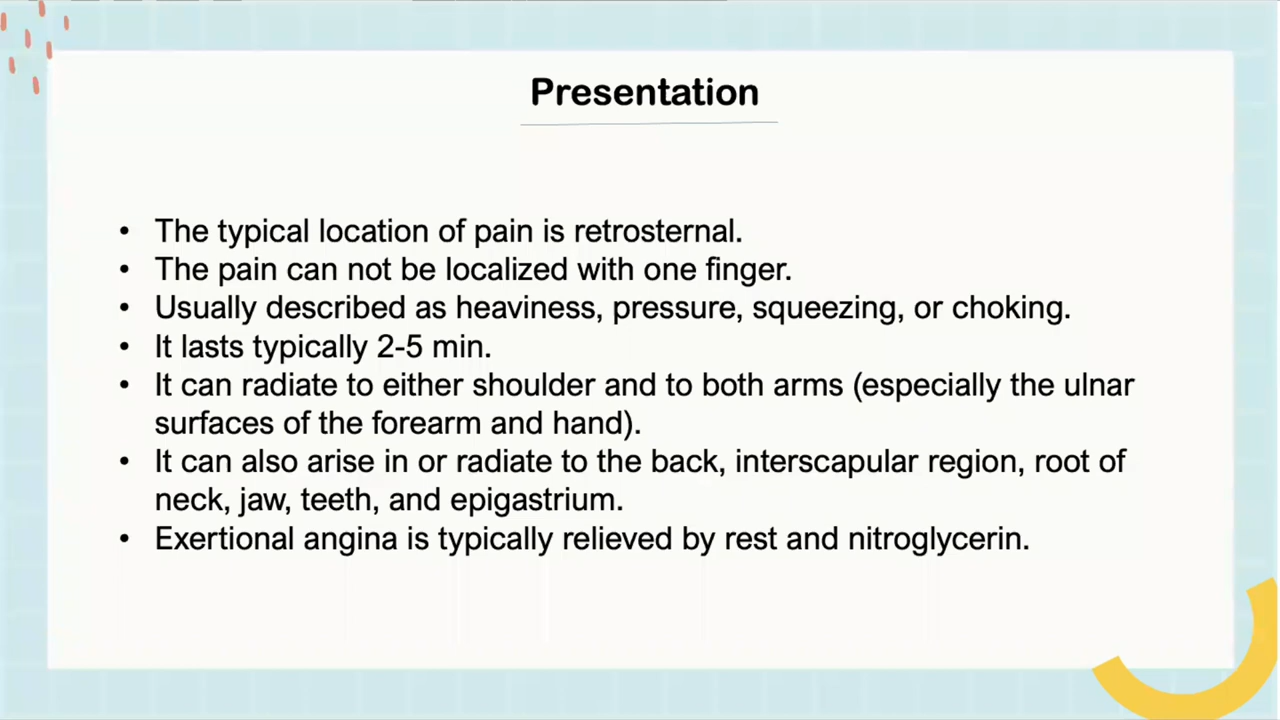 Presentation
• The typical location of pain is retrosternal.
• The pain can not be localized with one finger.
• Usually described as heaviness, pressure, squeezing, or choking.
• It lasts typically 2-5 min.
• It can radiate to either shoulder and to both arms (especially the ulnar
surfaces of the forearm and hand).
• It can also arise in or radiate to the back, interscapular region, root of
neck, jaw, teeth, and epigastrium.
• Exertional angina is typically relieved by rest and nitroglycerin.